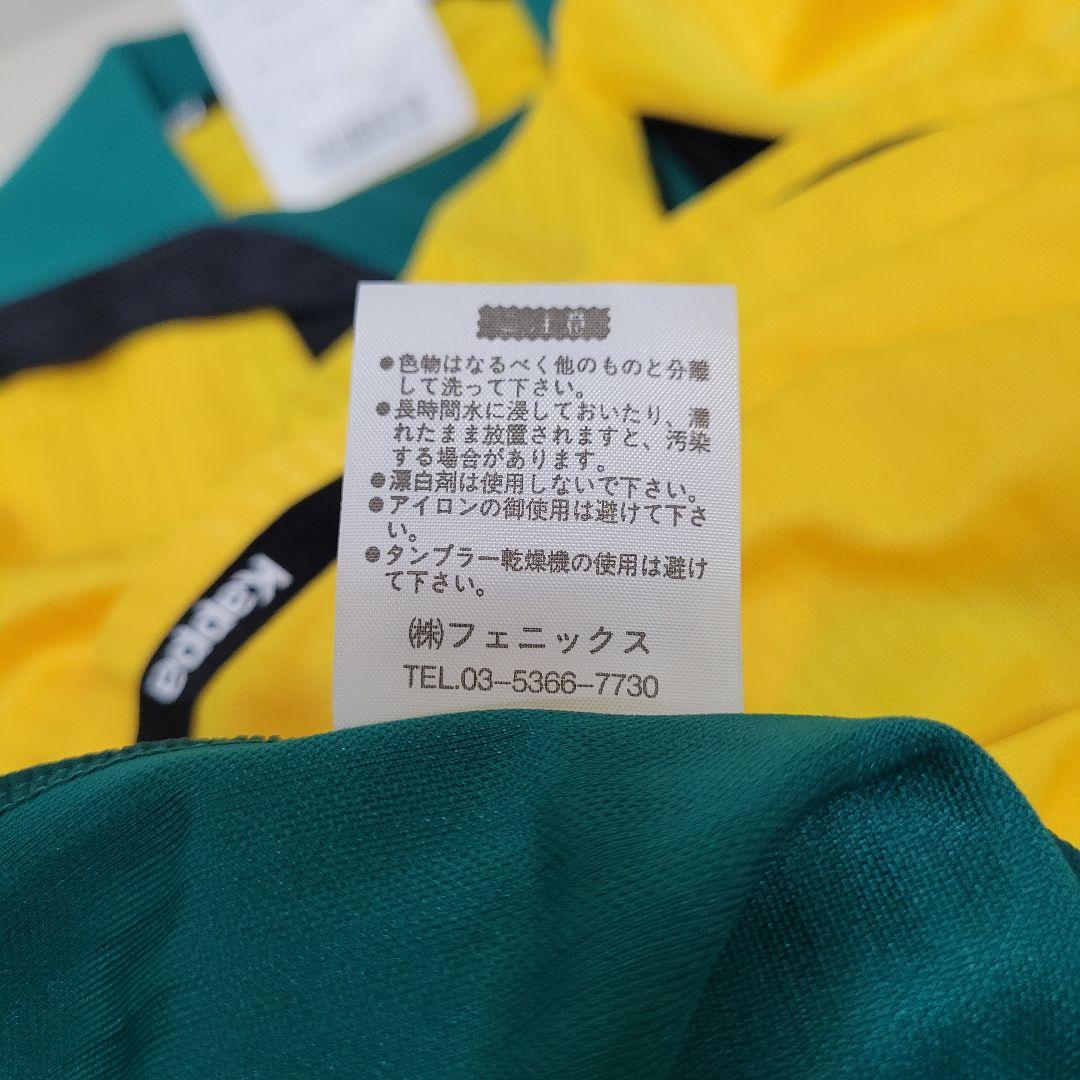 ●色物はなるべく他のものと分離
して洗って下さい。
●長時間水に浸しておいたり、濡
れたまま放置されますと、汚染
する場合があります。
●漂白剤は使用しないで下さい。
●アイロンの御使用は避けて下さ
い。
●タンブラー乾燥機の使用は避け
て下さい。
㈱フェニックス
TEL.03-5366-7730
Kappa